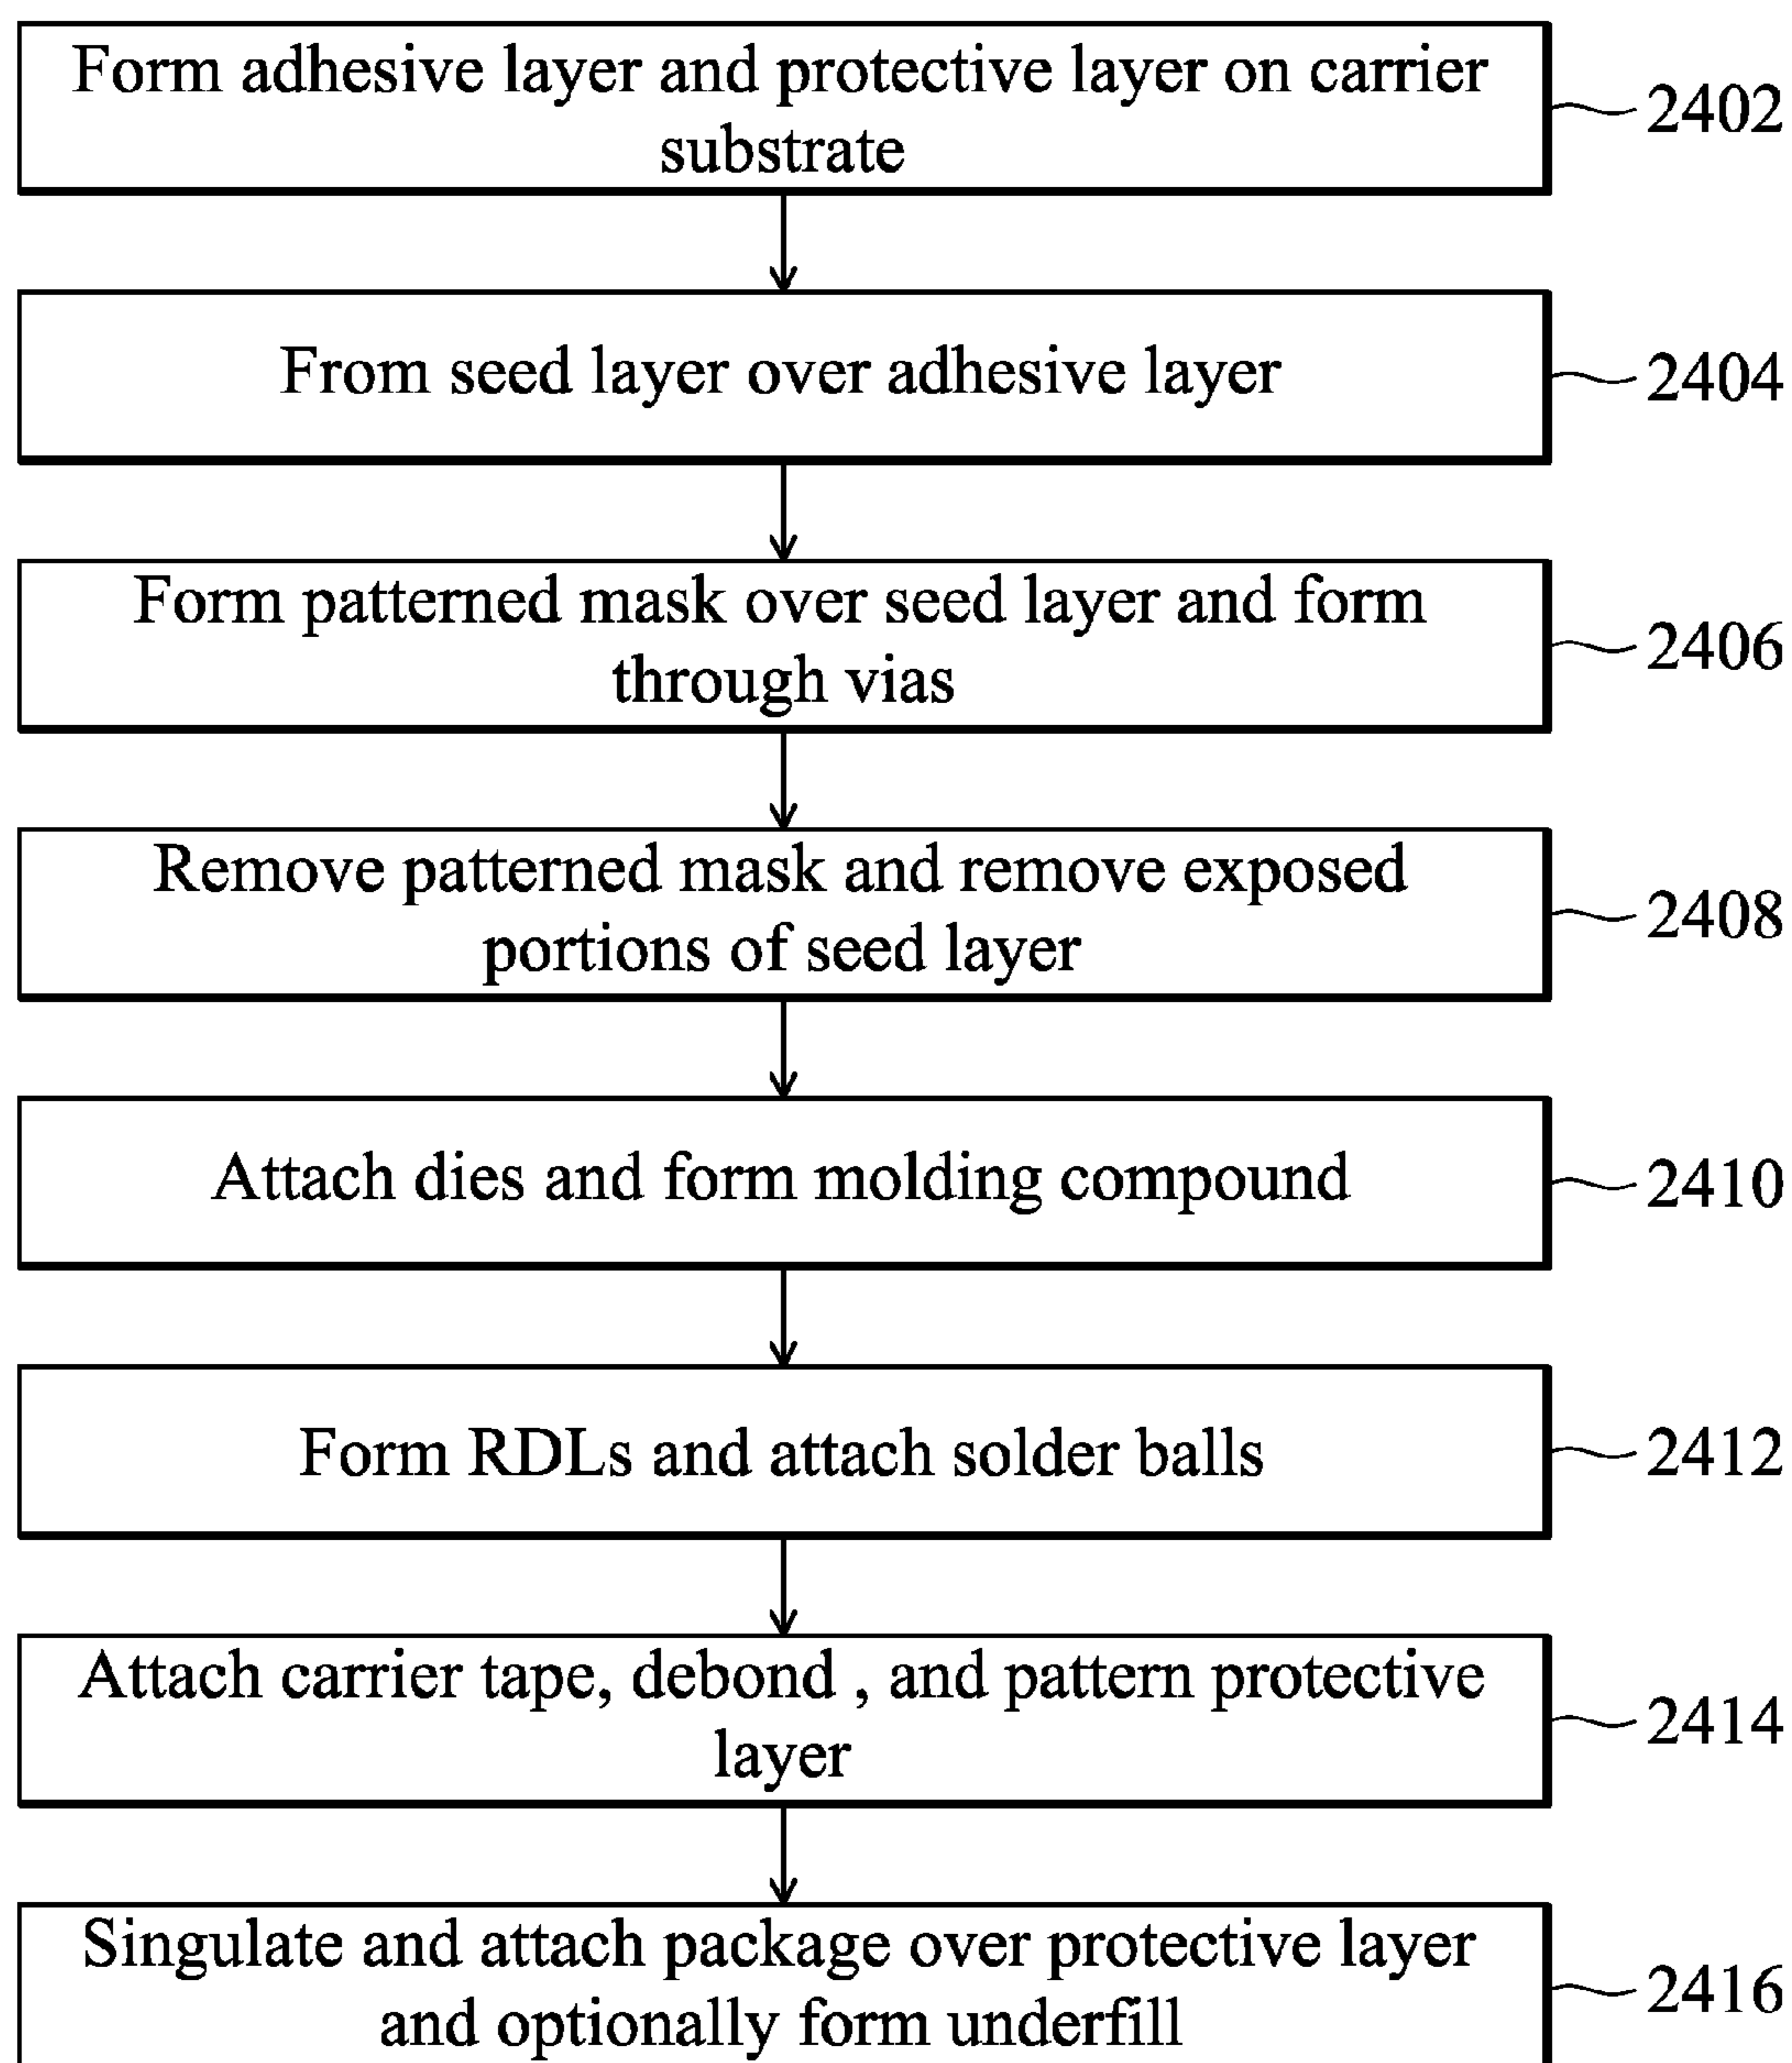 Form adhesive layer and protective layer on carrier
substrate
2402
From seed layer over adhesive layer
2404
Form patterned mask over seed layer and form
through vias
2406
Remove patterned mask and remove exposed
portions of seed layer
2408
Attach dies and form molding compound
2410
Form RDLs and attach solder balls
2412
Attach carrier tape, debond , and pattern protective
layer
2414
Singulate and attach package over protective layer
and optionally form underfill
2416